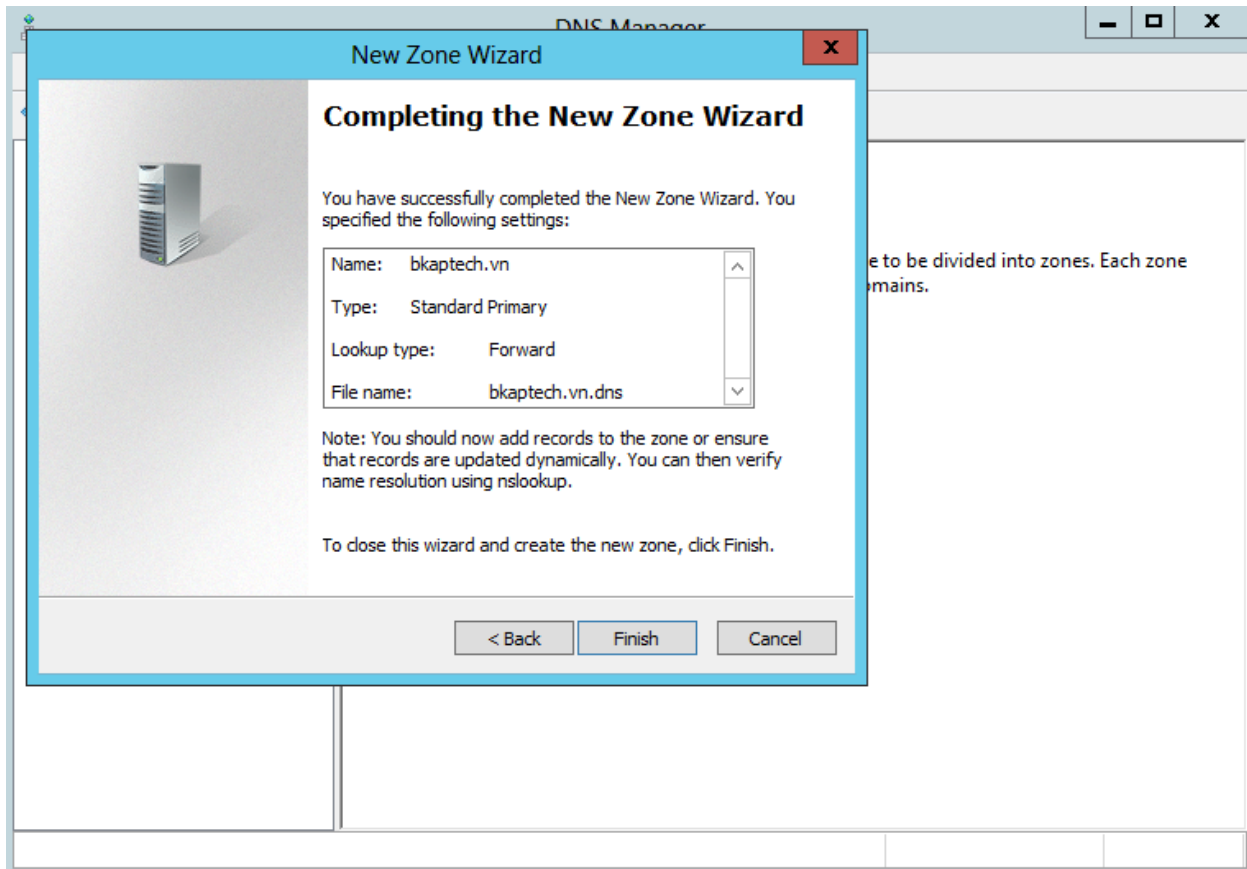 DNS Manager
New Zone Wizard
Completing the New Zone Wizard
You have successfully completed the New Zone Wizard. You
specified the following settings:
Name: bkaptech.vn
Type: Standard Primary
Lookup type: Forward
File name: bkaptech.vn.dns
Note: You should now add records to the zone or ensure
that records are updated dynamically. You can then verify
name resolution using nslookup.
To close this wizard and create the new zone, click Finish.
< Back Finish Cancel
e to be divided into zones. Each zone
omains.